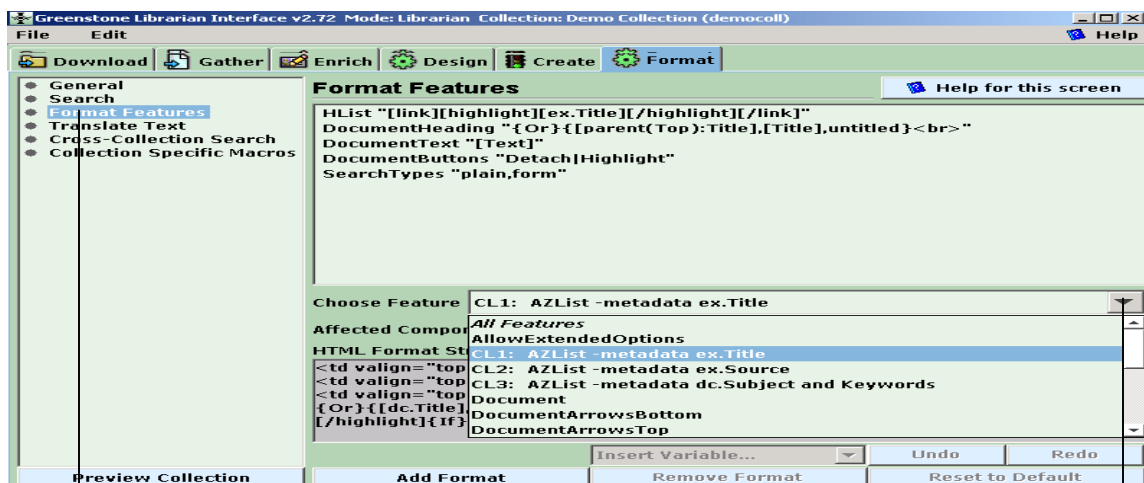 Greenstone Librarian Interface v2.72 Mode: Librarian Collection: Demo Collection (democoll)
File Edit Help
Download Gather Enrich Design Create Format
General
Search
Format Features
Translate Text
Cross-Collection Search
Collection Specific Macros
Format Features Help for this screen
HList "[link][highlight][ex.Title][/highlight][/link]"
DocumentHeading "{Or}{[parent(Top):Title],[Title],untitled}<br>"
DocumentText "[Text]"
DocumentButtons "Detach|Highlight"
SearchTypes "plain,form"
Choose Feature CL1: AZList -metadata ex.Title
Affected Compo
All Features
AllowExtendedOptions
HTML Format St
CL1: AZList -metadata ex.Title
<td valign="top
CL2: AZList -metadata ex.Source
<td valign="top
CL3: AZList -metadata dc.Subject and Keywords
<td valign="top
Document
{Or}{[dc.Title]
DocumentArrowsBottom
[/highlight]{If}
DocumentArrowsTop
Insert Variable... Undo Redo
Preview Collection Add Format Remove Format Reset to Default